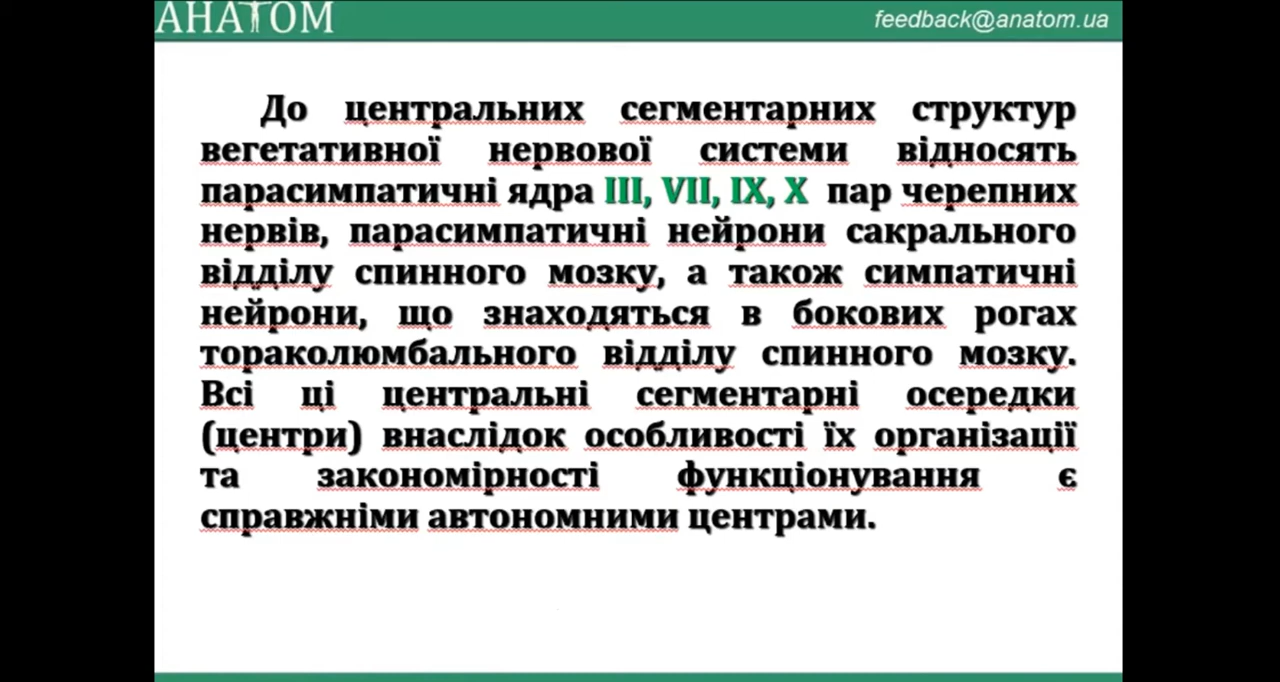 АНАТОМ
feedback@anatom.ua
До центральних сегментарних структур
вегетативної нервової системи відносять
парасимпатичні ядра III, VII, IX, X пар черепних
нервів, парасимпатичні нейрони сакрального
відділу спинного мозку, а також симпатичні
нейрони, що знаходяться в бокових рогах
тораколюмбального відділу спинного мозку.
Всі ці центральні сегментарні осередки
(центри) внаслідок особливості їх організації
та закономірності функціонування є
справжніми автономними центрами.